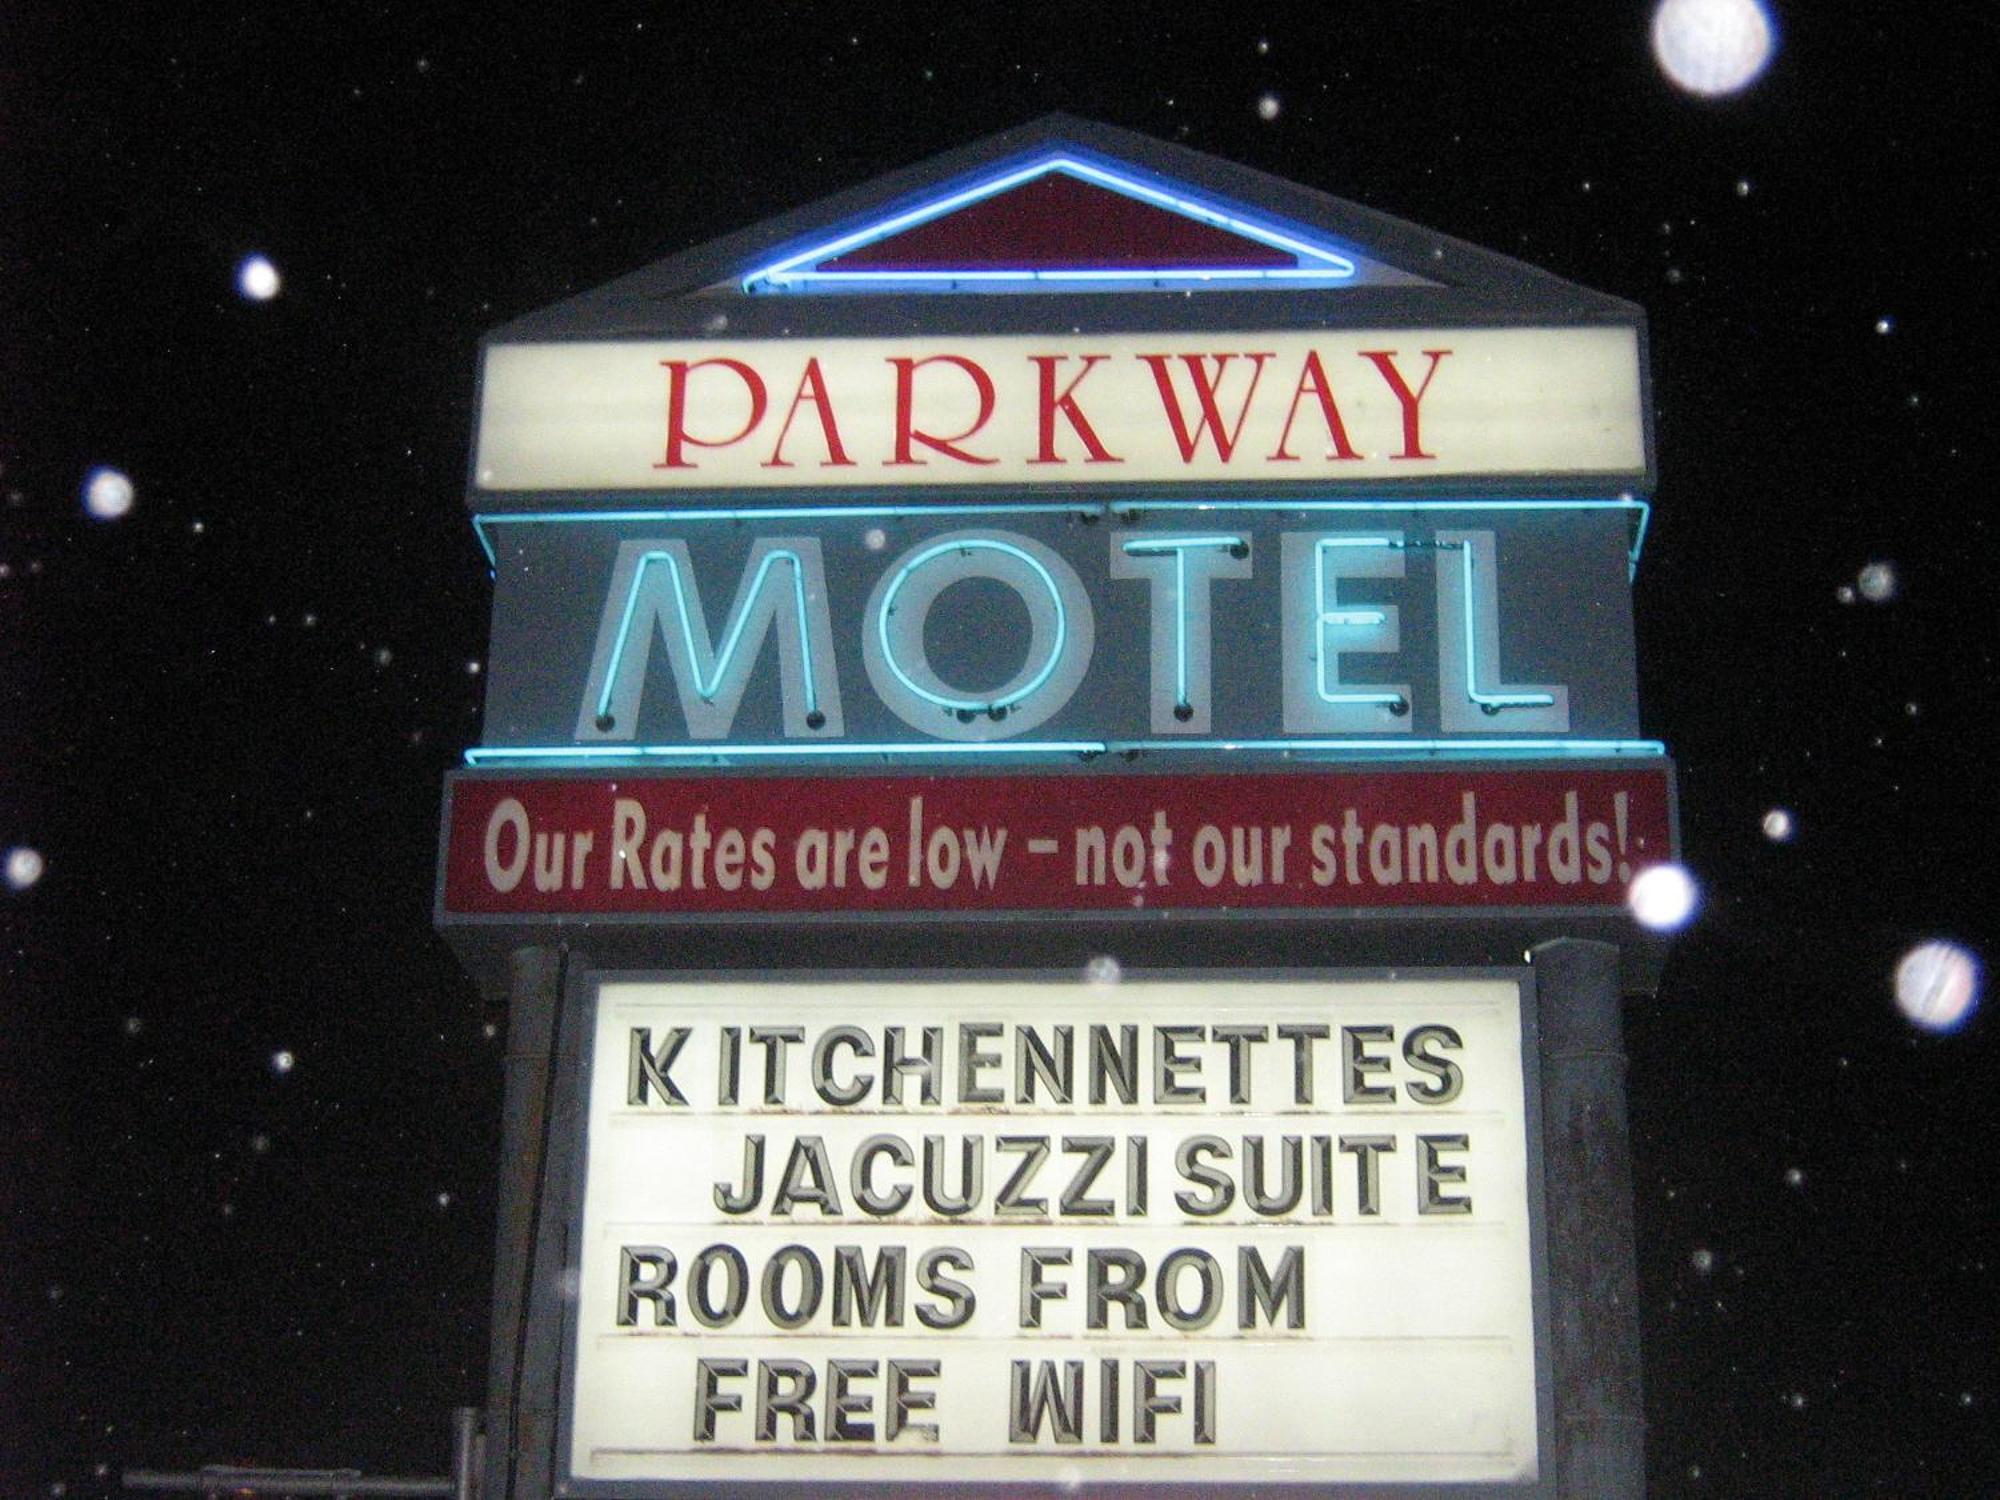 PARKWAY
MOTEL
Our Rates are low – not our standards!
KITCHENNETTES
JACUZZI SUITE
ROOMS FROM
FREE WIFI